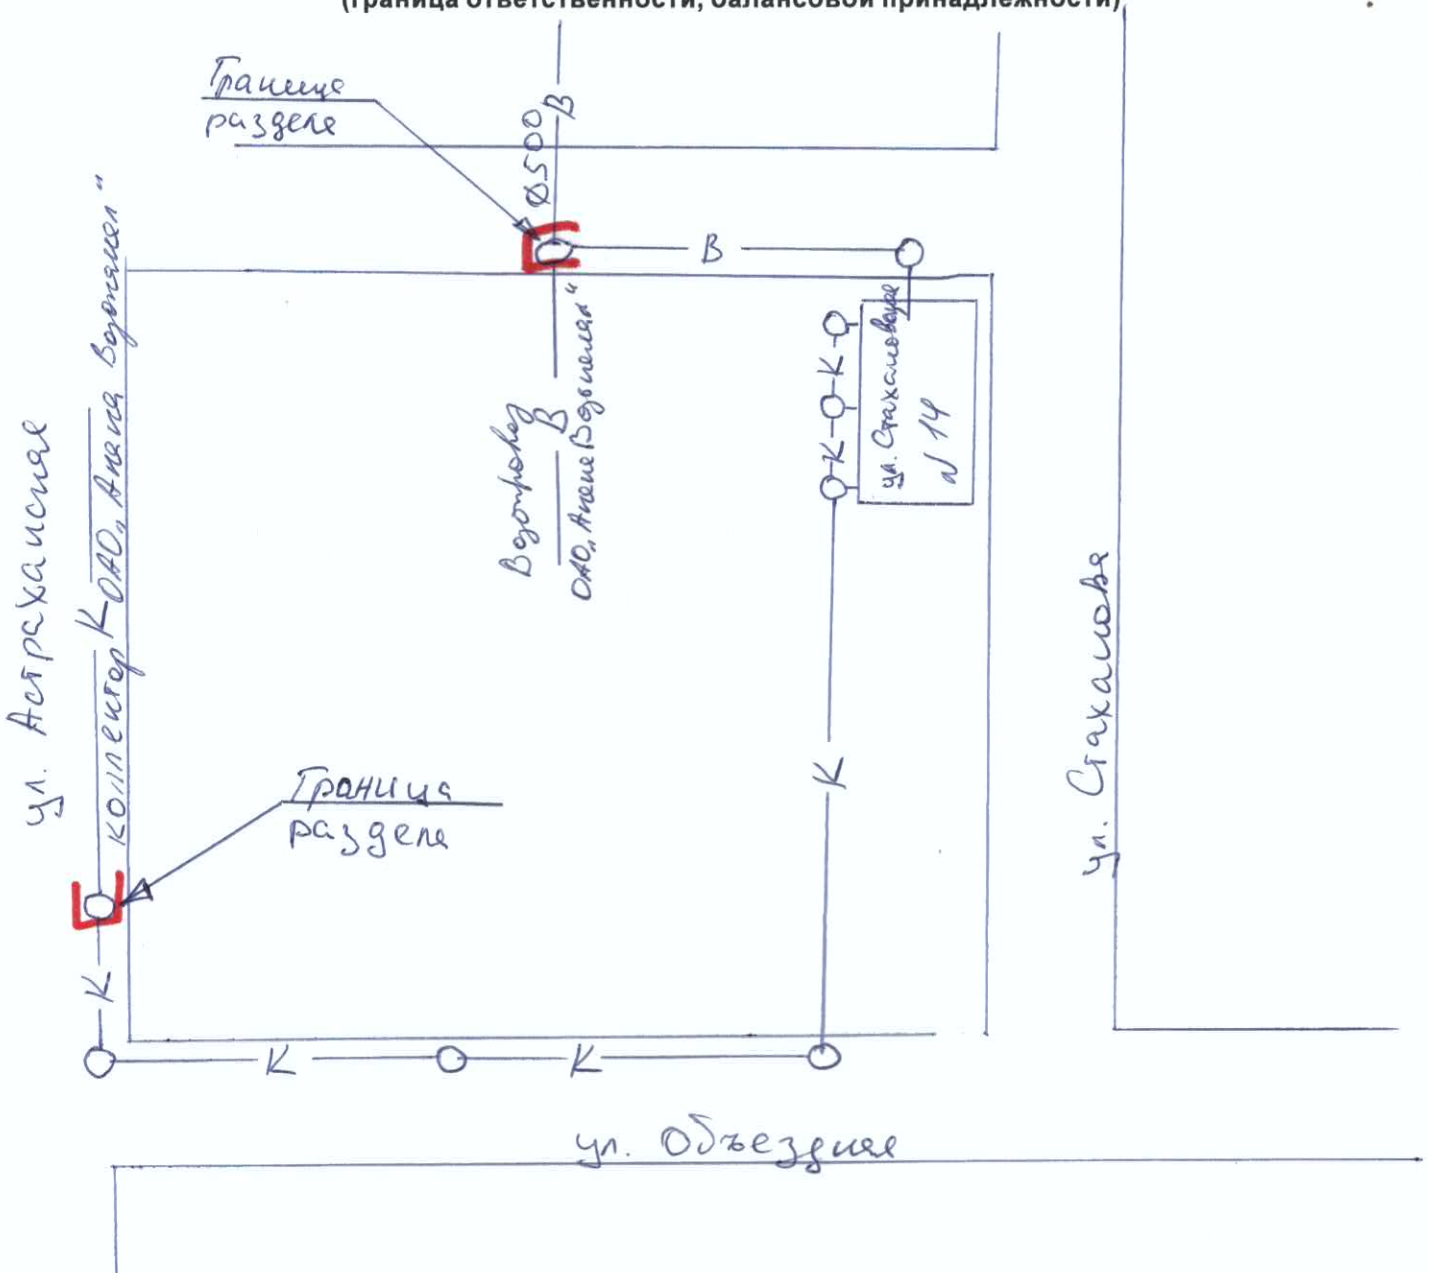 (граница ответственности, балансовой принадлежности)
Граница
раздела
Ø500
В
В
ул. Астраханская
коллектор К ОАО „Анапа Водоканал“
Водопровод
В
ОАО „Анапа Водоканал“
К
К
ул. Стахановская
№ 14
ул. Стаханова
К
Граница
раздела
К
К
К
ул. Объездная